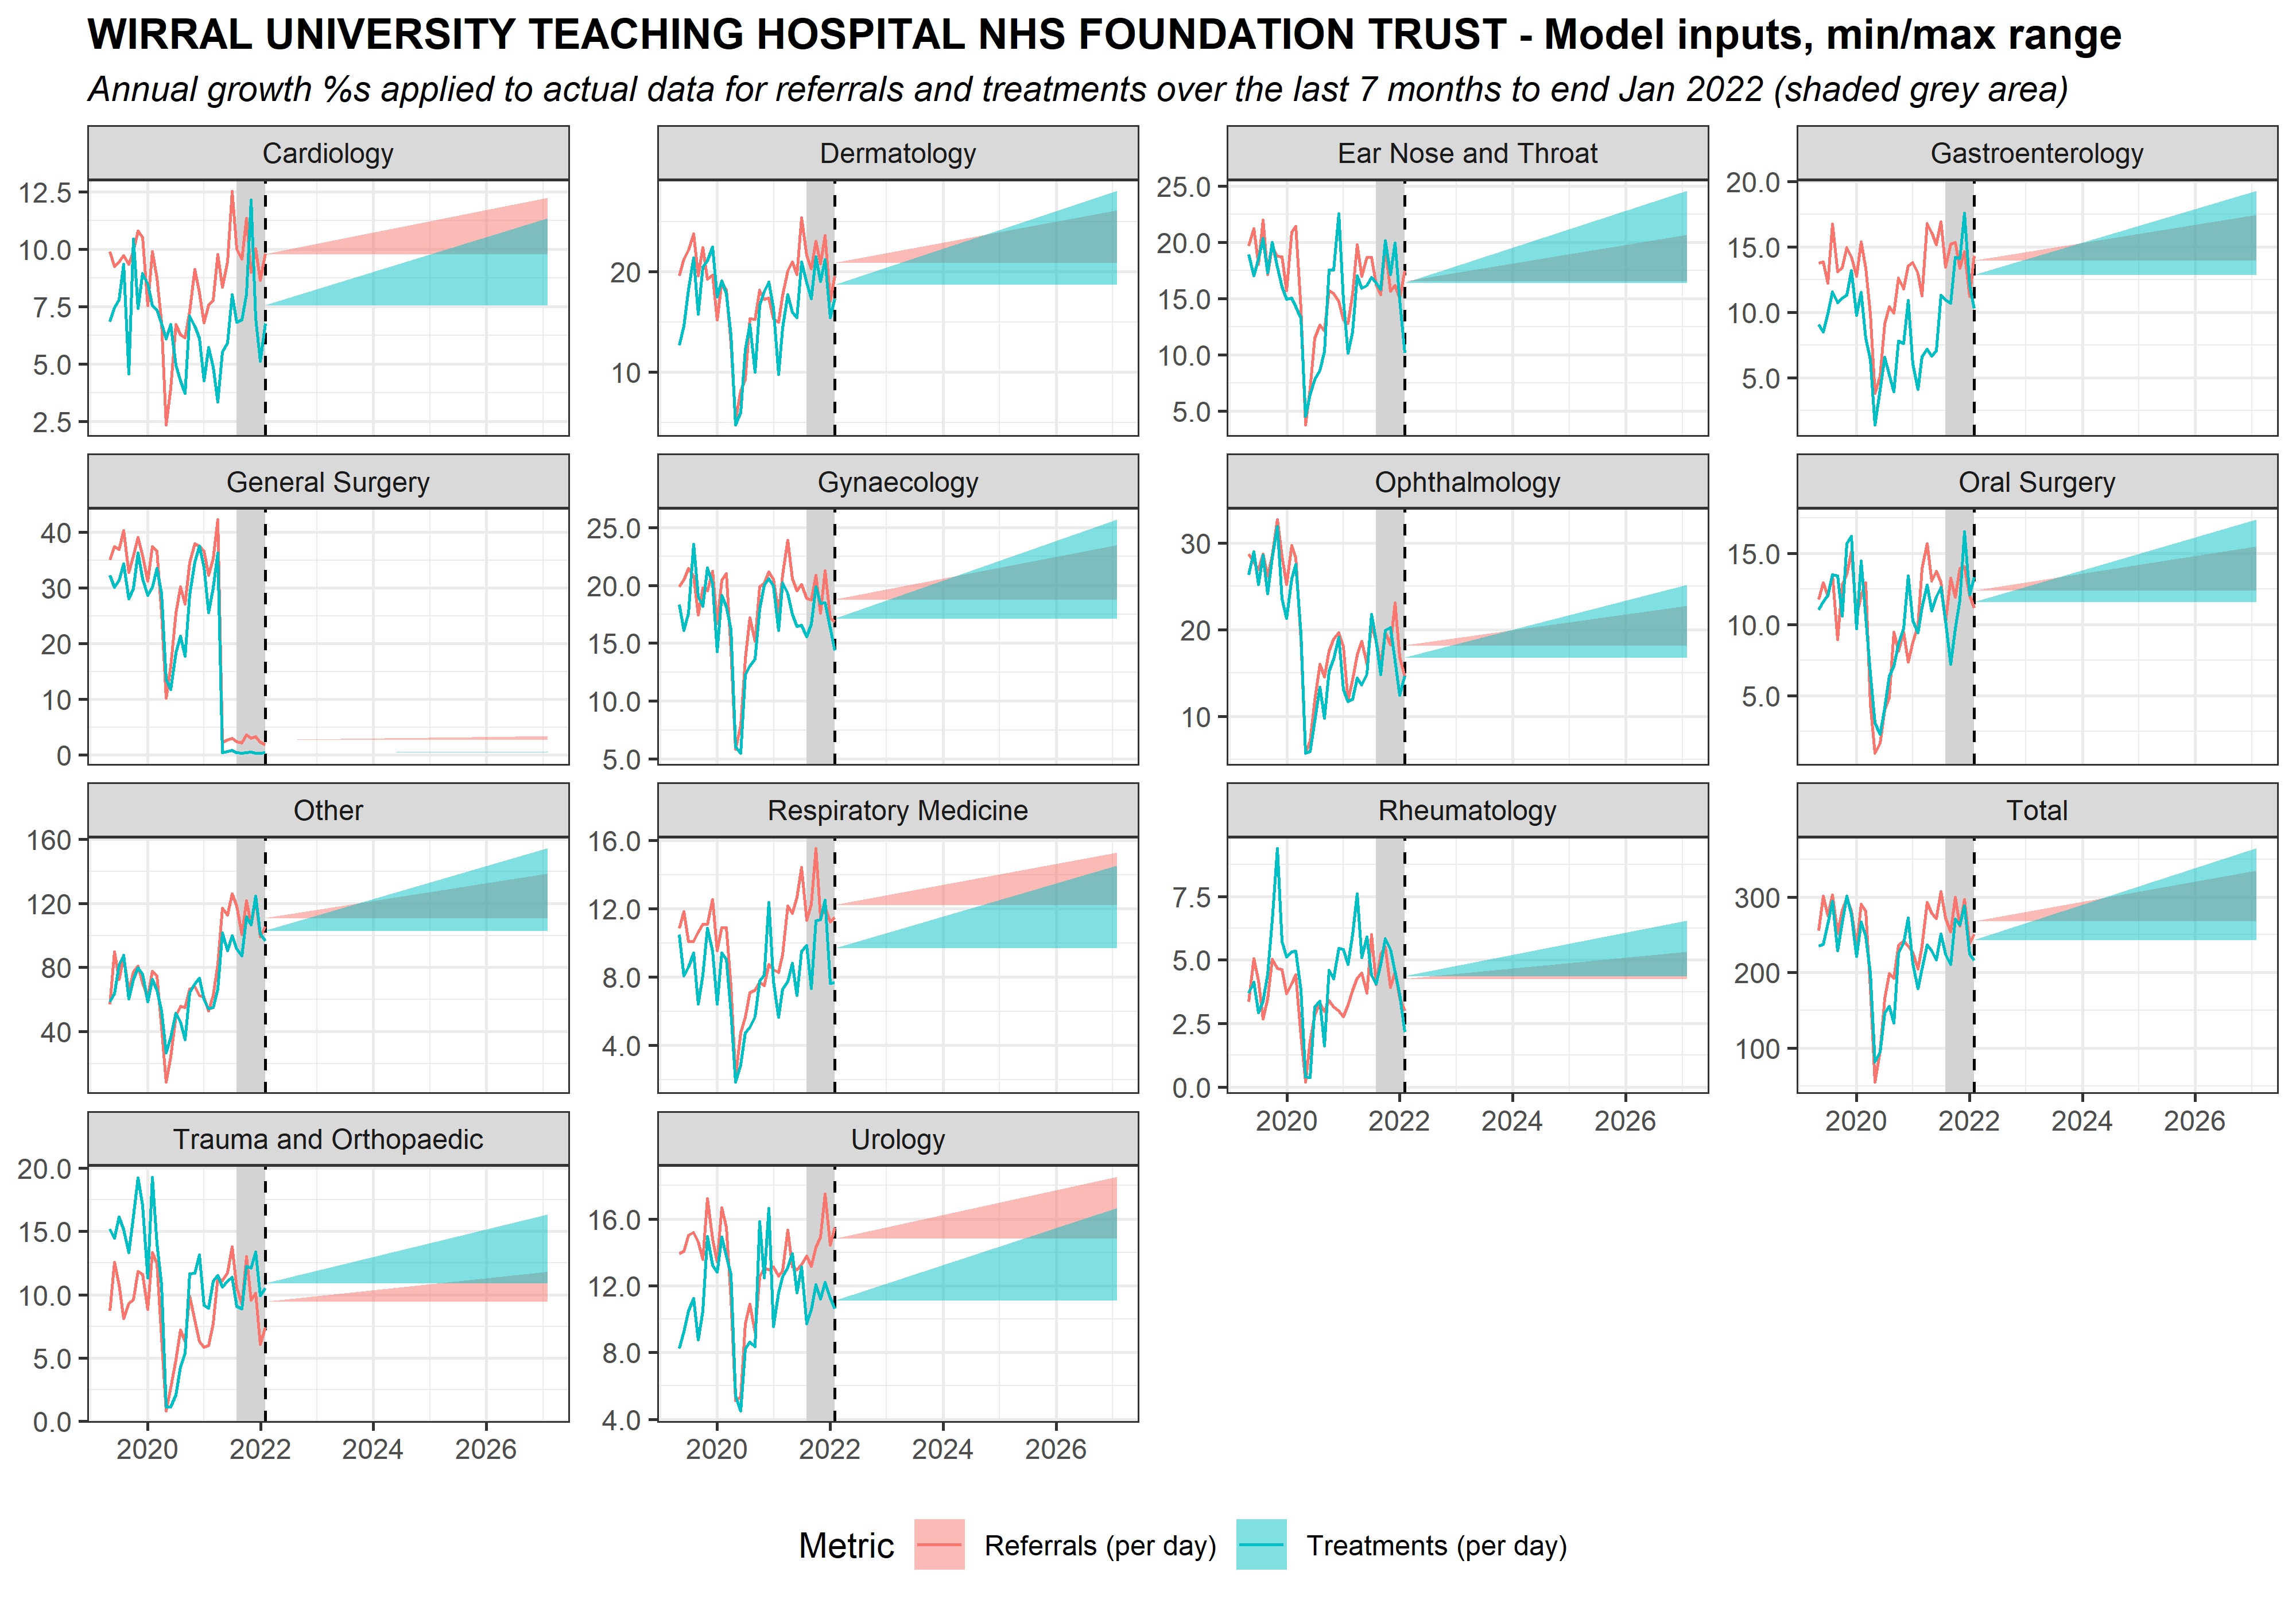 WIRRAL UNIVERSITY TEACHING HOSPITAL NHS FOUNDATION TRUST - Model inputs, min/max range
Annual growth %s applied to actual data for referrals and treatments over the last 7 months to end Jan 2022 (shaded grey area)
Cardiology
12.5
10.0
7.5
5.0
2.5
Dermatology
20
10
Ear Nose and Throat
25.0
20.0
15.0
10.0
5.0
Gastroenterology
20.0
15.0
10.0
5.0
General Surgery
40
30
20
10
0
Gynaecology
25.0
20.0
15.0
10.0
5.0
Ophthalmology
30
20
10
Oral Surgery
15.0
10.0
5.0
Other
160
120
80
40
Respiratory Medicine
16.0
12.0
8.0
4.0
Rheumatology
7.5
5.0
2.5
0.0
2020 2022 2024 2026
Total
300
200
100
2020 2022 2024 2026
Trauma and Orthopaedic
20.0
15.0
10.0
5.0
0.0
2020 2022 2024 2026
Urology
16.0
12.0
8.0
4.0
2020 2022 2024 2026
Metric Referrals (per day) Treatments (per day)